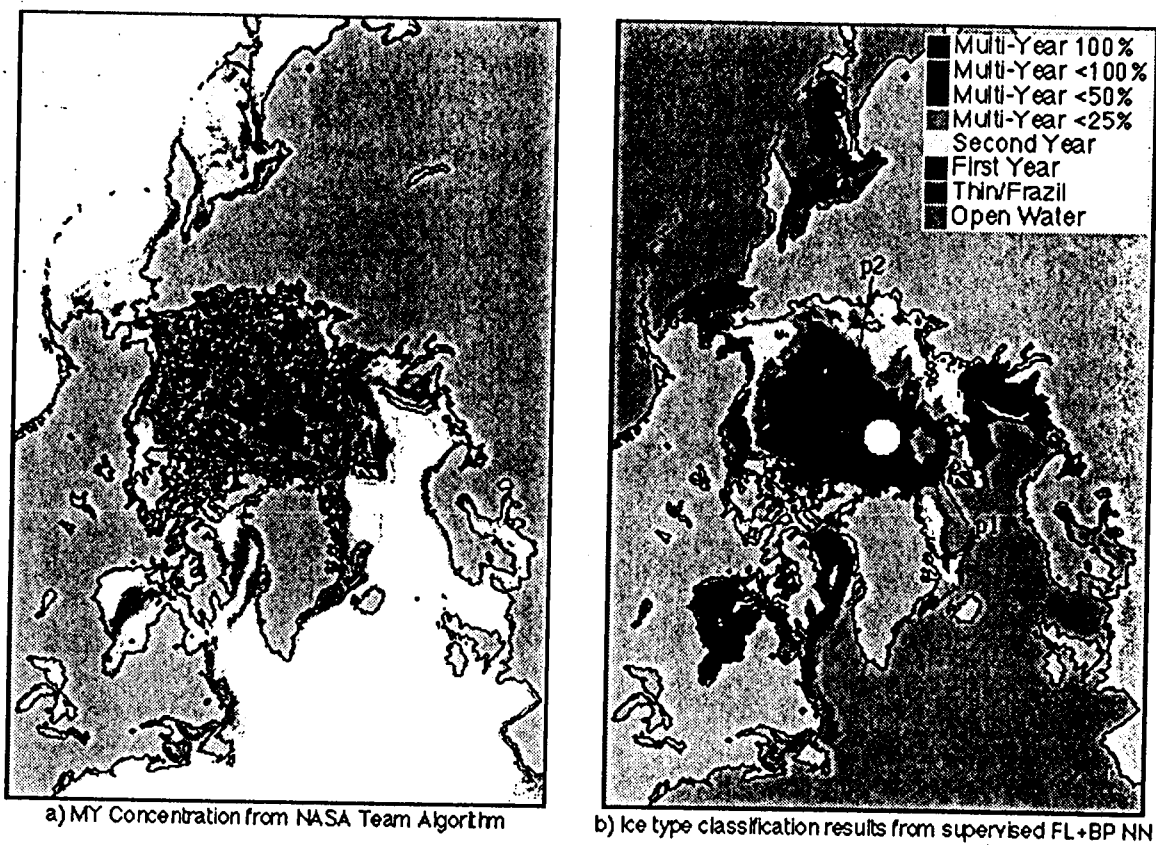 Multi-Year 100%
Multi-Year <100%
Multi-Year <50%
Multi-Year <25%
Second Year
First Year
Thin/Frazil
Open Water
p2
p1
a) MY Concentration from NASA Team Algorithm
b) Ice type classification results from supervised FL+BP NN